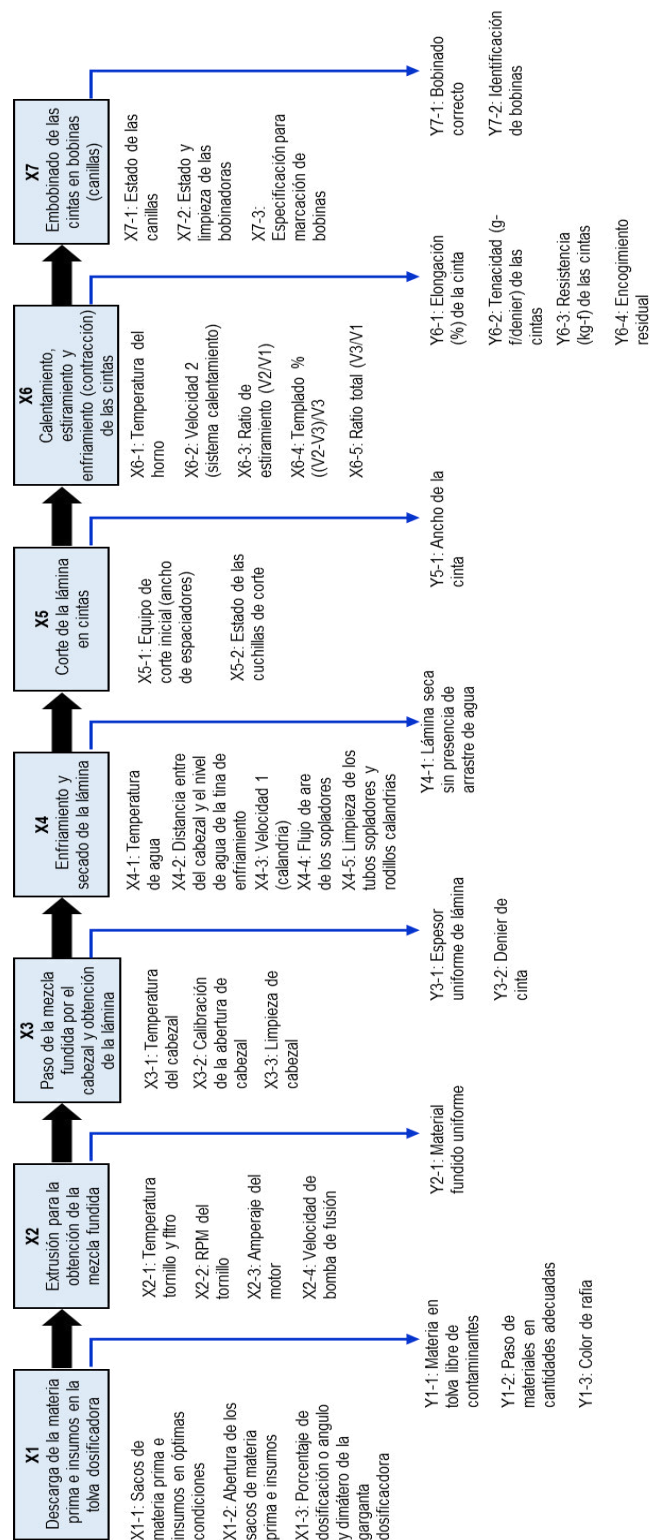 X1
Descarga de la materia
prima e insumos en la
tolva dosificadora
X1-1: Sacos de
materia prima e
insumos en óptimas
condiciones
X1-2: Abertura de los
sacos de materia
prima e insumos
X1-3: Porcentaje de
dosificación o angulo
y dimátero de la
garganta
dosificacdora
Y1-1: Materia en
tolva libre de
contaminantes
Y1-2: Paso de
materiales en
cantidades adecuadas
Y1-3: Color de rafia
X2
Extrusión para la
obtención de la
mezcla fundida
X2-1: Temperatura
tornillo y fltro
X2-2: RPM del
tornillo
X2-3: Amperaje del
motor
X2-4: Velocidad de
bomba de fusión
Y2-1: Material
fundido uniforme
X3
Paso de la mezcla
fundida por el
cabezal y obtención
de la lámina
X3-1: Temperatura
del cabezal
X3-2: Calibración
de la abertura de
cabezal
X3-3: Limpieza de
cabezal
Y3-1: Espesor
uniforme de lámina
Y3-2: Denier de
cinta
X4
Enfriamiento y
secado de la lámina
X4-1: Temperatura
de agua
X4-2: Distancia entre
del cabezal y el nivel
de agua de la tina de
enfriamiento
X4-3: Velocidad 1
(calandria)
X4-4: Flujo de are
de los sopladores
X4-5: Limpieza de los
tubos sopladores y
rodillos calandrias
Y4-1: Lámina seca
sin presencia de
arrastre de agua
X5
Corte de la lámina
en cintas
X5-1: Equipo de
corte inicial (ancho
de espaciadores)
X5-2: Estado de las
cuchillas de corte
Y5-1: Ancho de la
cinta
X6
Calentamiento,
estiramiento y
enfriamiento (contracción)
de las cintas
X6-1: Temperatura del
horno
X6-2: Velocidad 2
(sistema calentamiento)
X6-3: Ratio de
estiramiento (V2/V1)
X6-4: Templado %
((V2-V3)/V3
X6-5: Ratio total (V3/V1
Y6-1: Elongación
(%) de la cinta
Y6-2: Tenacidad (g-
f/denier) de las
cintas
Y6-3: Resistencia
(kg-f) de las cintas
Y6-4: Encogimiento
residual
X7
Embobinado de las
cintas en bobinas
(canillas)
X7-1: Estado de las
canillas
X7-2: Estado y
limpieza de las
bobinadoras
X7-3:
Especificación para
marcación de
bobinas
Y7-1: Bobinado
correcto
Y7-2: Identificación
de bobinas